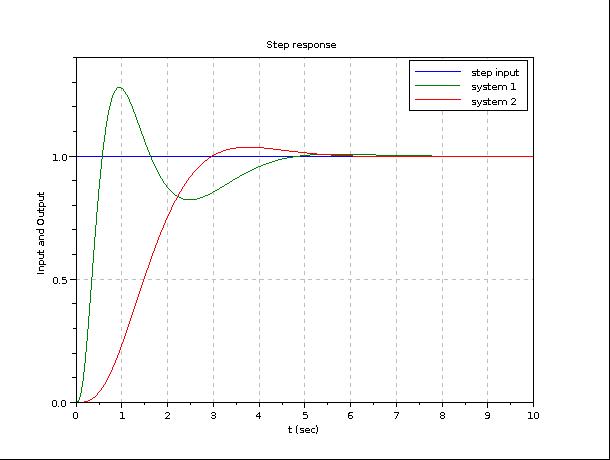 Step response
step input
system 1
system 2
1.0
0.5
0.0
Input and Output
0 1 2 3 4 5 6 7 8 9 10
t (sec)